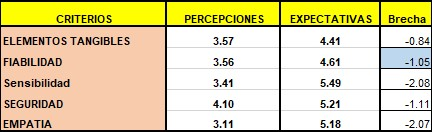 CRITERIOS PERCEPCIONES EXPECTATIVAS Brecha
ELEMENTOS TANGIBLES 3.57 4.41 -0.84
FIABILIDAD 3.56 4.61 -1.05
Sensibilidad 3.41 5.49 -2.08
SEGURIDAD 4.10 5.21 -1.11
EMPATIA 3.11 5.18 -2.07